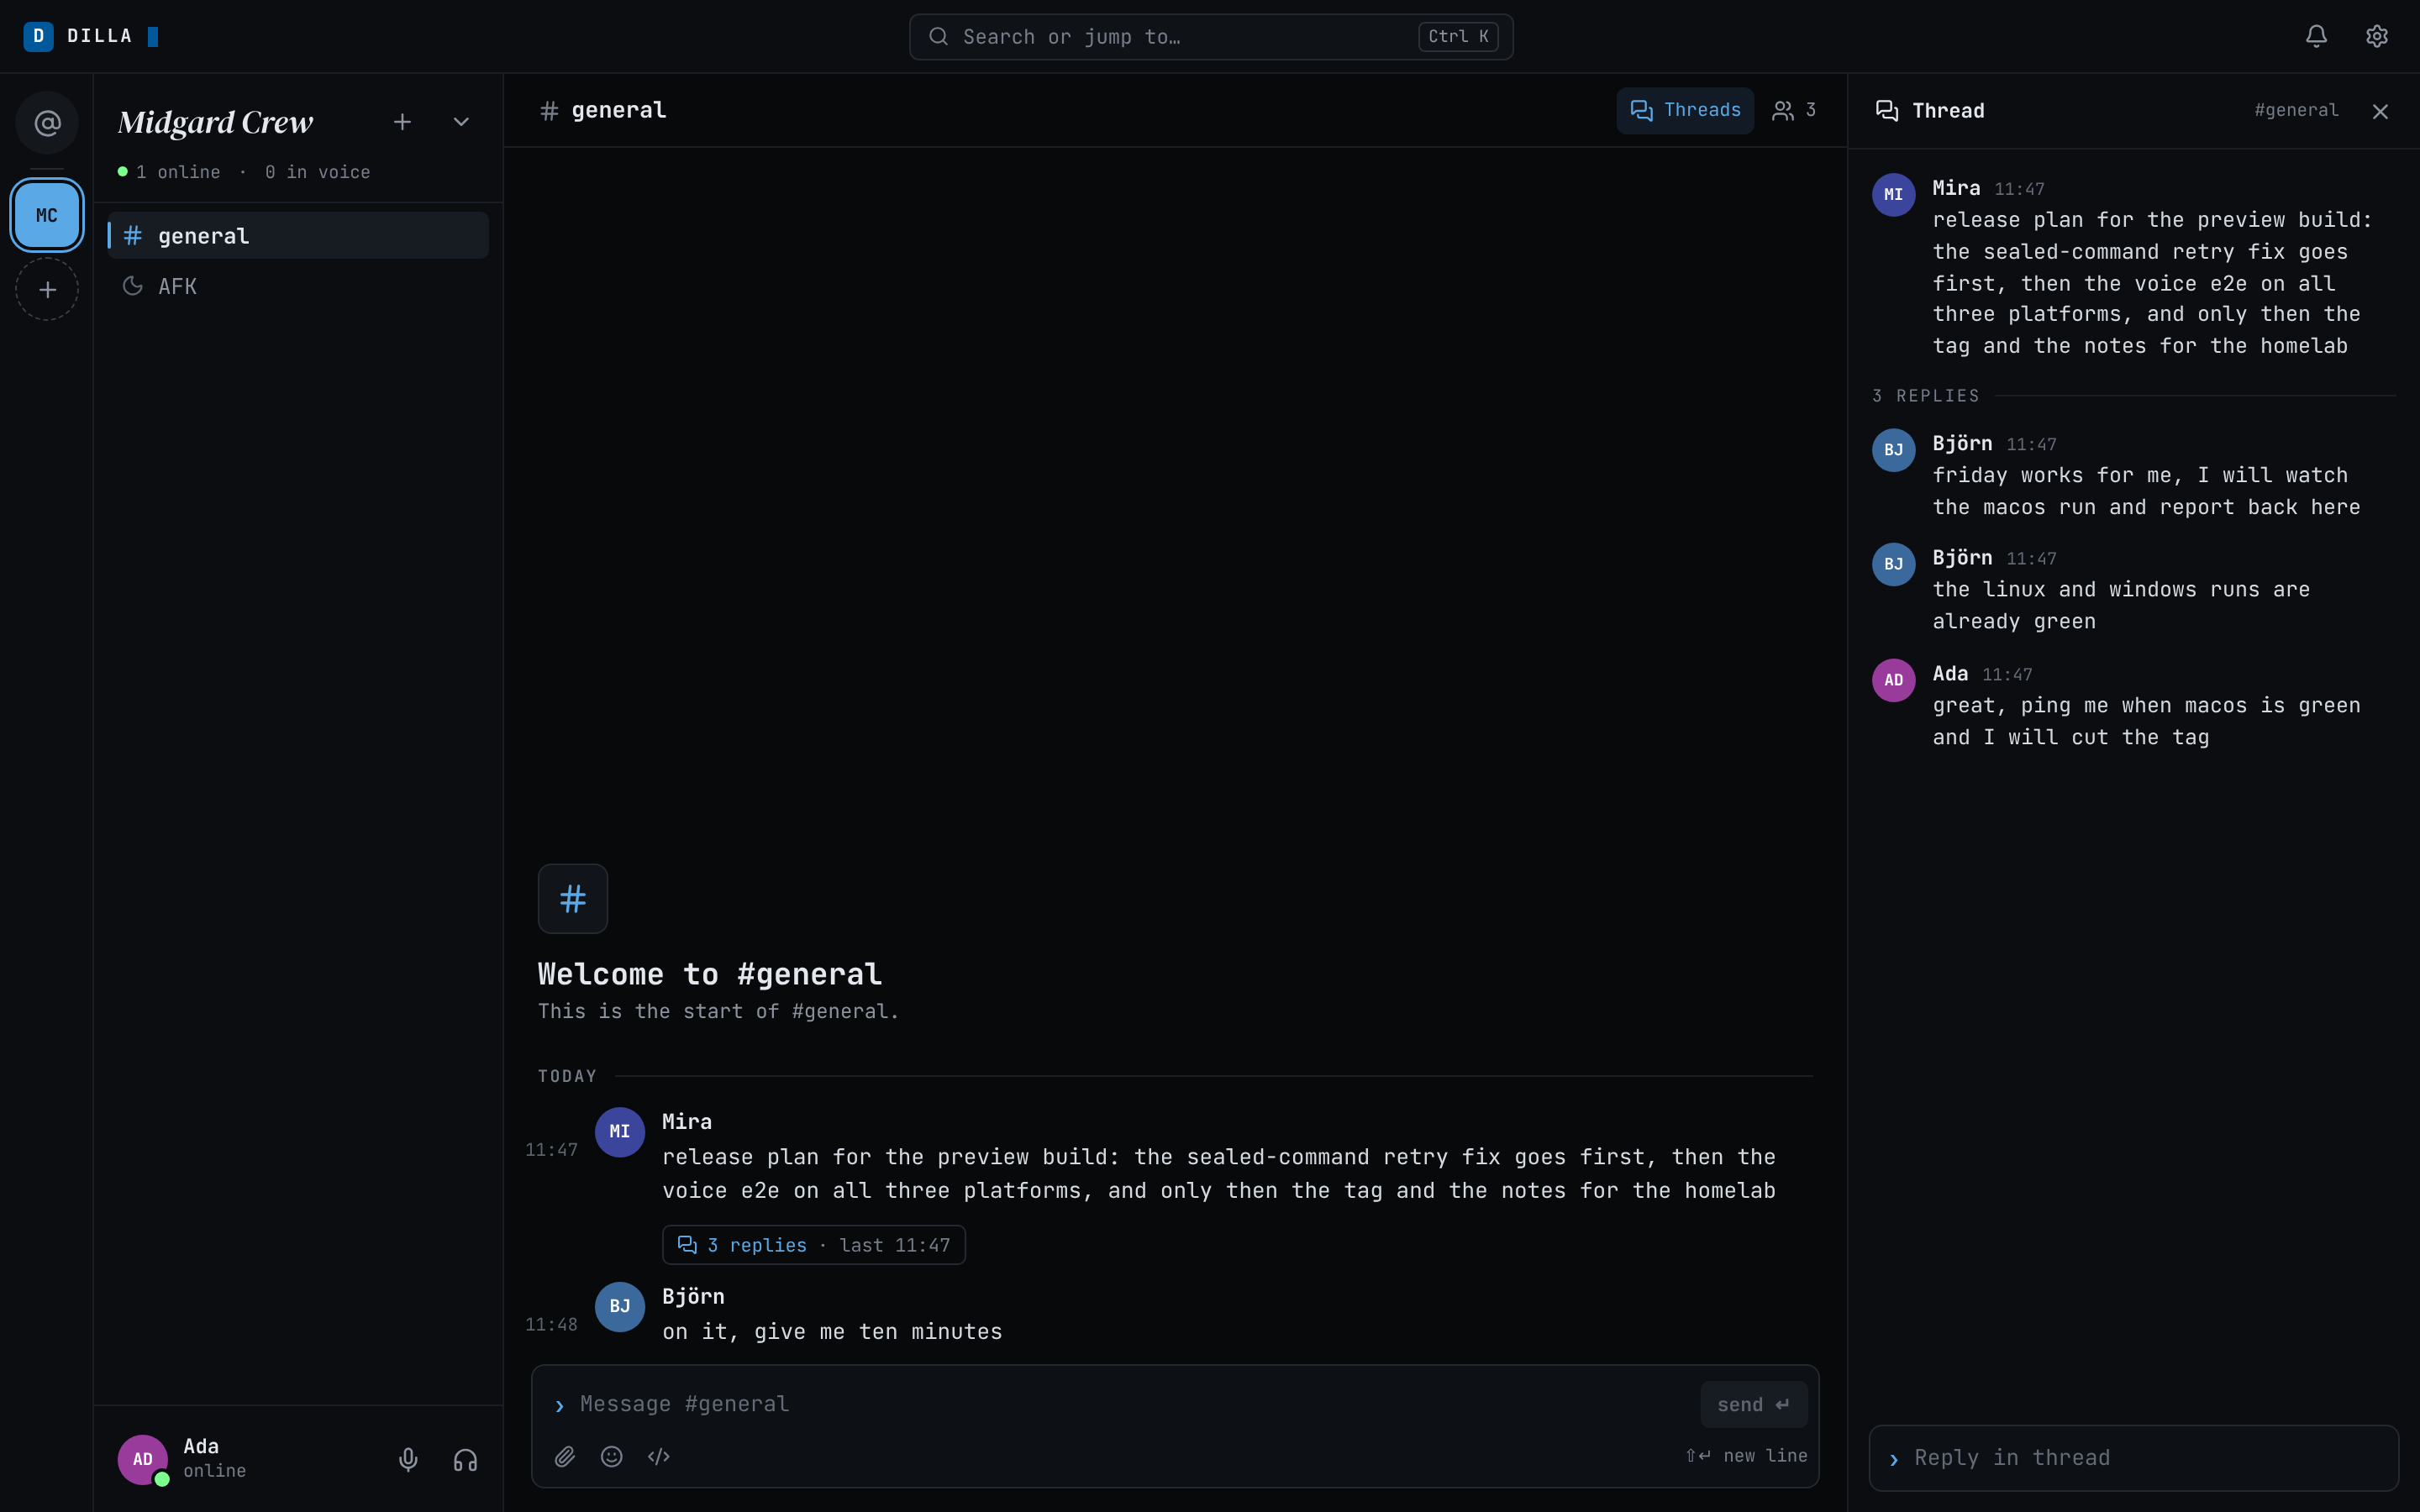 D DILLA
Search or jump to… Ctrl K
@
Midgard Crew
1 online · 0 in voice
MC
# general
AFK
# general
Threads
3
# 
Welcome to #general
This is the start of #general.
TODAY
11:47
MI
Mira
release plan for the preview build: the sealed-command retry fix goes first, then the
voice e2e on all three platforms, and only then the tag and the notes for the homelab
3 replies · last 11:47
11:48
BJ
Björn
on it, give me ten minutes
› Message #general
send ↵
⇧↵ new line
AD
Ada
online
Thread
#general
MI
Mira 11:47
release plan for the preview build:
the sealed-command retry fix goes
first, then the voice e2e on all
three platforms, and only then the
tag and the notes for the homelab
3 REPLIES
BJ
Björn 11:47
friday works for me, I will watch
the macos run and report back here
BJ
Björn 11:47
the linux and windows runs are
already green
AD
Ada 11:47
great, ping me when macos is green
and I will cut the tag
› Reply in thread